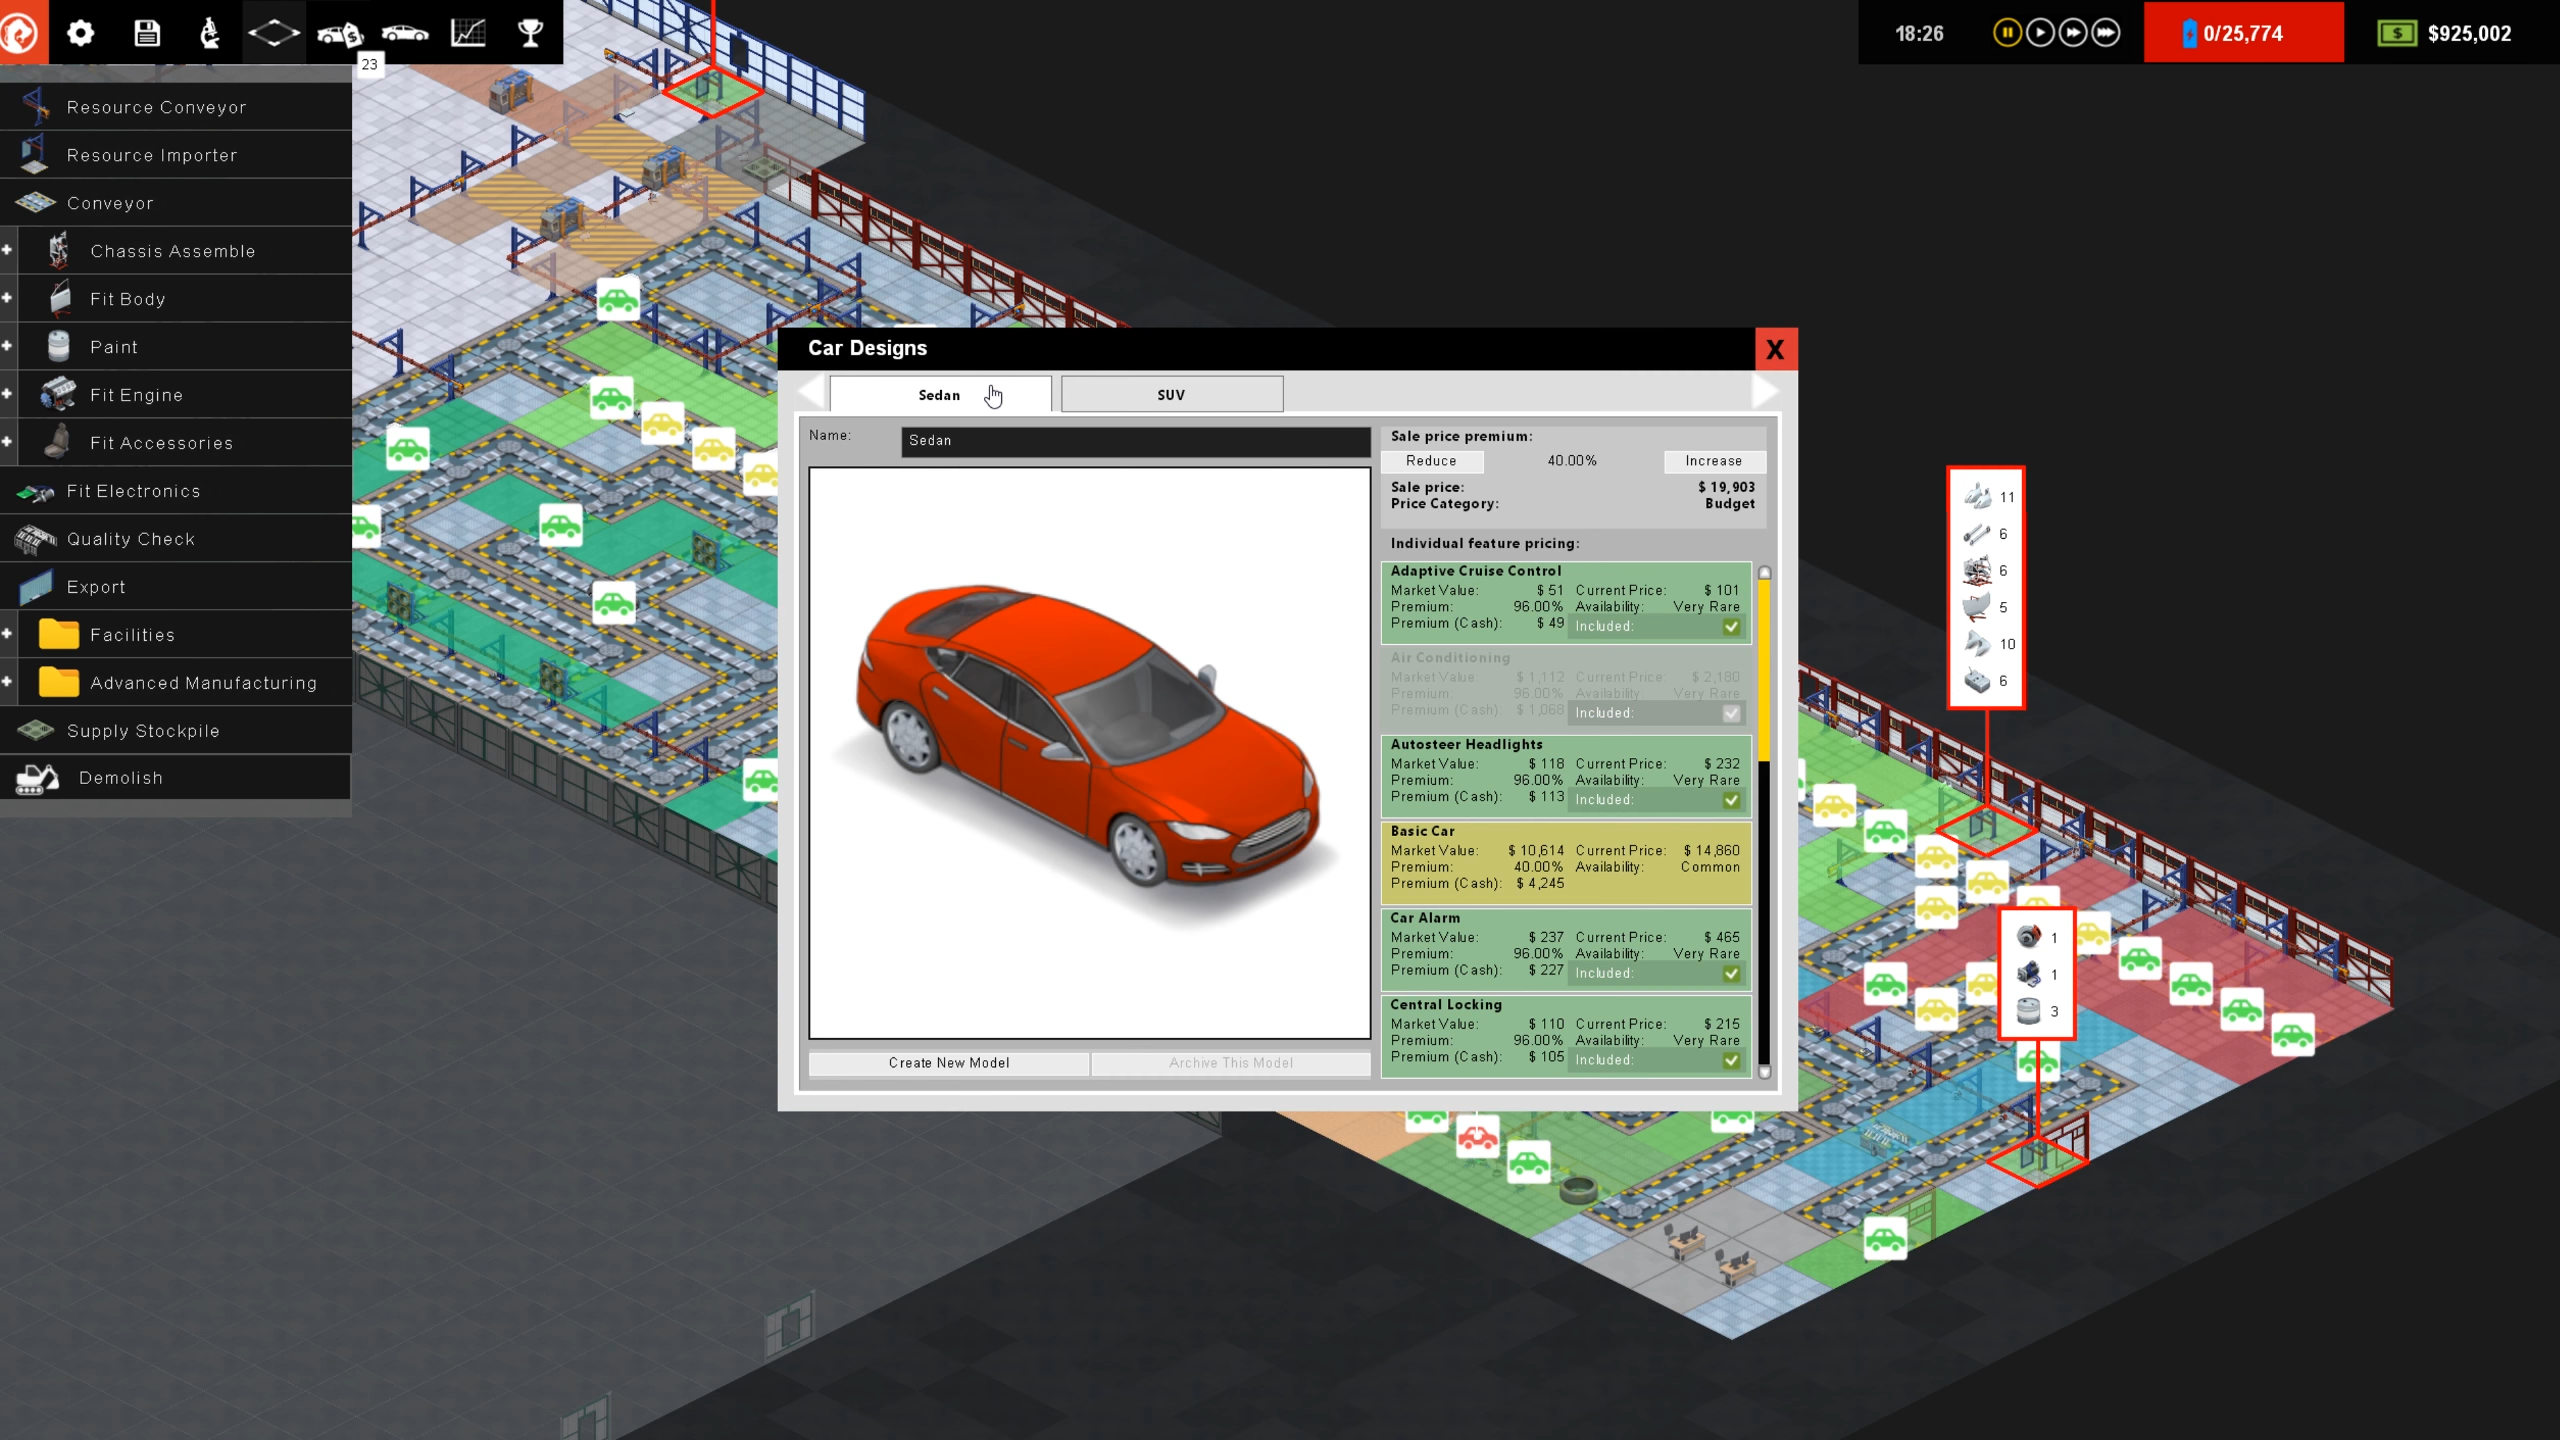 18:26
0/25,774
$925,002
23
Resource Conveyor
Resource Importer
Conveyor
Chassis Assemble
Fit Body
Paint
Fit Engine
Fit Accessories
Fit Electronics
Quality Check
Export
Facilities
Advanced Manufacturing
Supply Stockpile
Demolish
Car Designs
X
Sedan
SUV
Name:
Sedan
Create New Model
Archive This Model
Sale price premium:
Reduce 40.00% Increase
Sale price: $ 19,903
Price Category: Budget
Individual feature pricing:
Adaptive Cruise Control
Market Value: $ 51 Current Price: $ 101
Premium: 96.00% Availability: Very Rare
Premium (Cash): $ 49 Included:
Air Conditioning
Market Value: $ 1,112 Current Price: $ 2,180
Premium: 96.00% Availability: Very Rare
Premium (Cash): $ 1,068 Included:
Autosteer Headlights
Market Value: $ 118 Current Price: $ 232
Premium: 96.00% Availability: Very Rare
Premium (Cash): $ 113 Included:
Basic Car
Market Value: $ 10,614 Current Price: $ 14,860
Premium: 40.00% Availability: Common
Premium (Cash): $ 4,245
Car Alarm
Market Value: $ 237 Current Price: $ 465
Premium: 96.00% Availability: Very Rare
Premium (Cash): $ 227 Included:
Central Locking
Market Value: $ 110 Current Price: $ 215
Premium: 96.00% Availability: Very Rare
Premium (Cash): $ 105 Included:
11
6
6
5
10
6
1
1
3